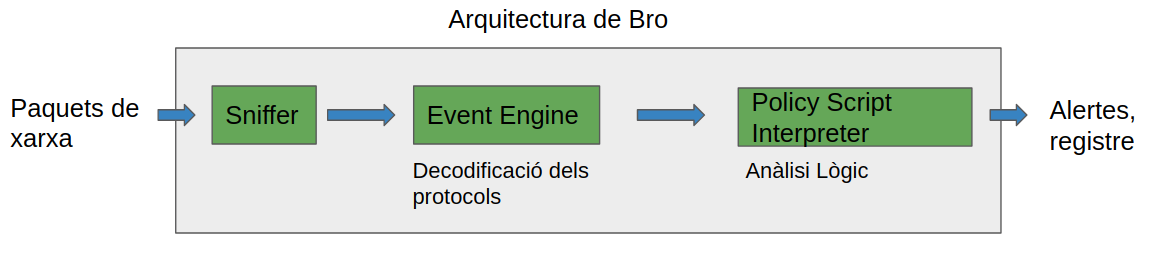 Arquitectura de Bro
Paquets de
xarxa
Sniffer
Event Engine
Decodificació dels
protocols
Policy Script
Interpreter
Anàlisi Lògic
Alertes,
registre